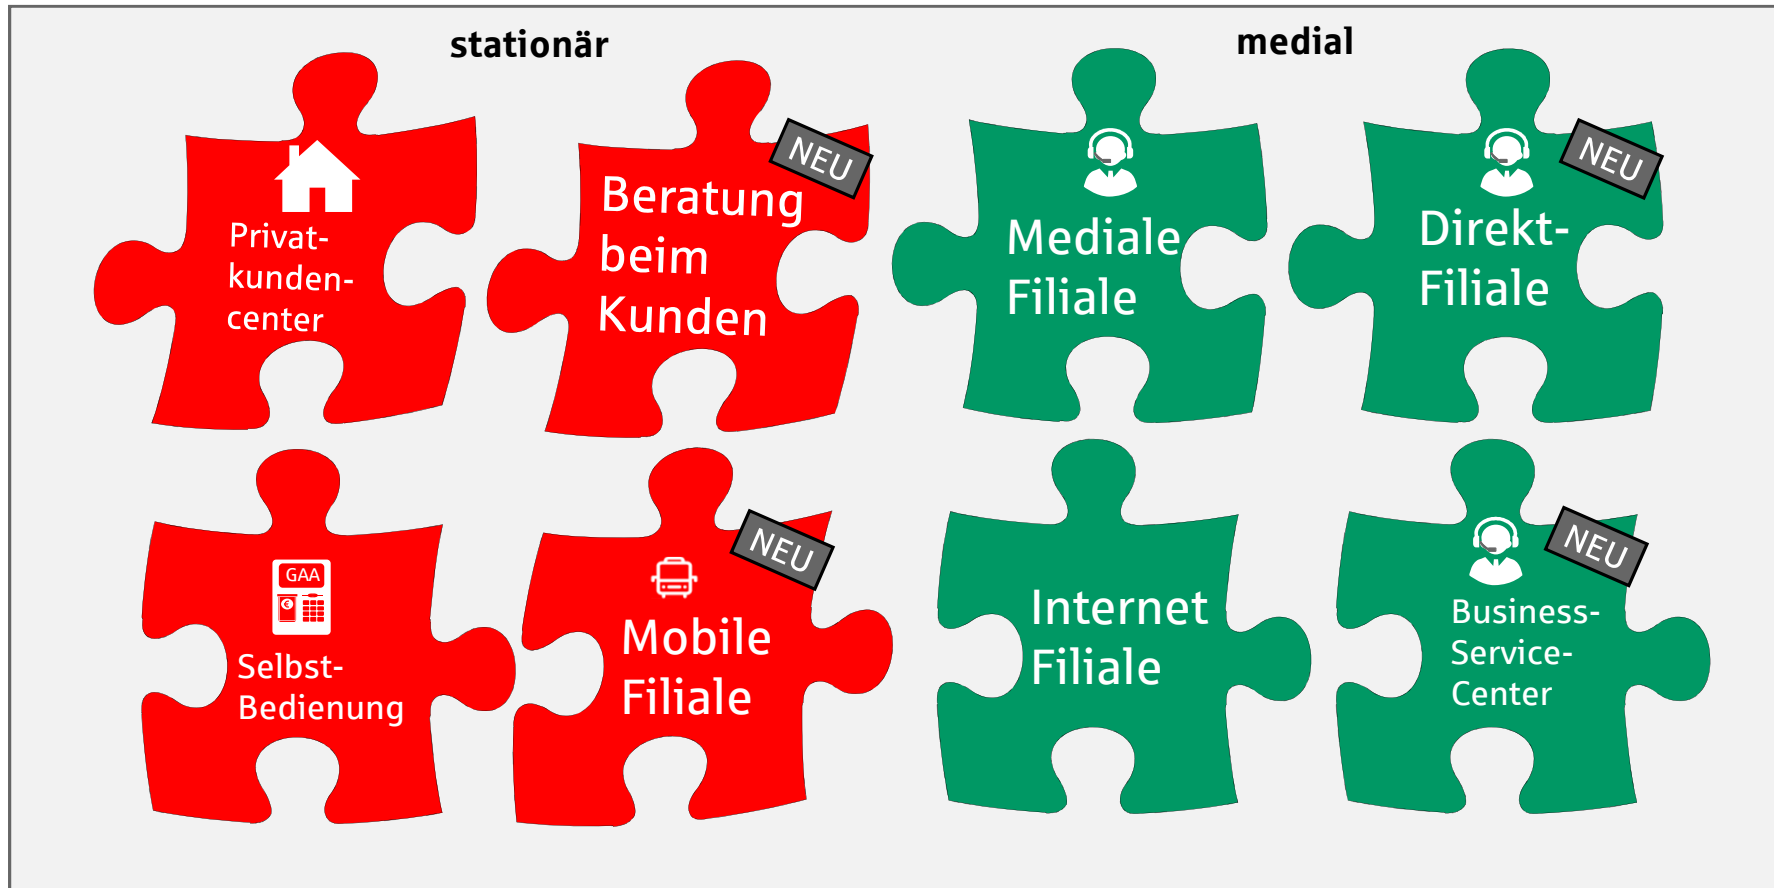 stationär
medial
Privat-
kunden-
center
NEU
Beratung
beim
Kunden
Mediale
Filiale
NEU
Direkt-
Filiale
GAA
€
Selbst-
Bedienung
NEU
Mobile
Filiale
Internet
Filiale
NEU
Business-
Service-
Center